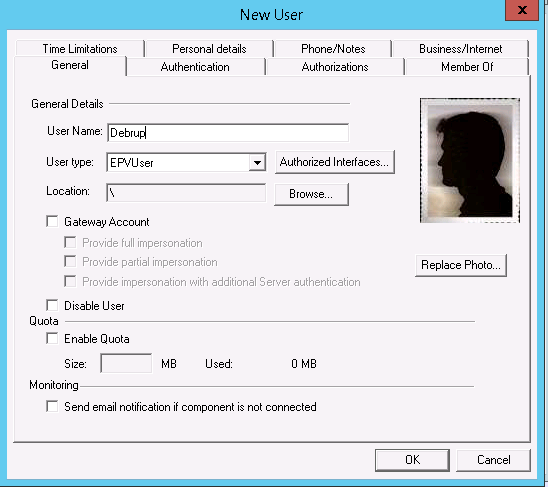 New User
x
Time Limitations Personal details Phone/Notes Business/Internet
General Authentication Authorizations Member Of
General Details
User Name: Debrup
User type: EPVUser Authorized Interfaces...
Location: \ Browse...
Gateway Account
Provide full impersonation
Provide partial impersonation
Replace Photo...
Provide impersonation with additional Server authentication
Disable User
Quota
Enable Quota
Size: MB Used: 0 MB
Monitoring
Send email notification if component is not connected
OK Cancel